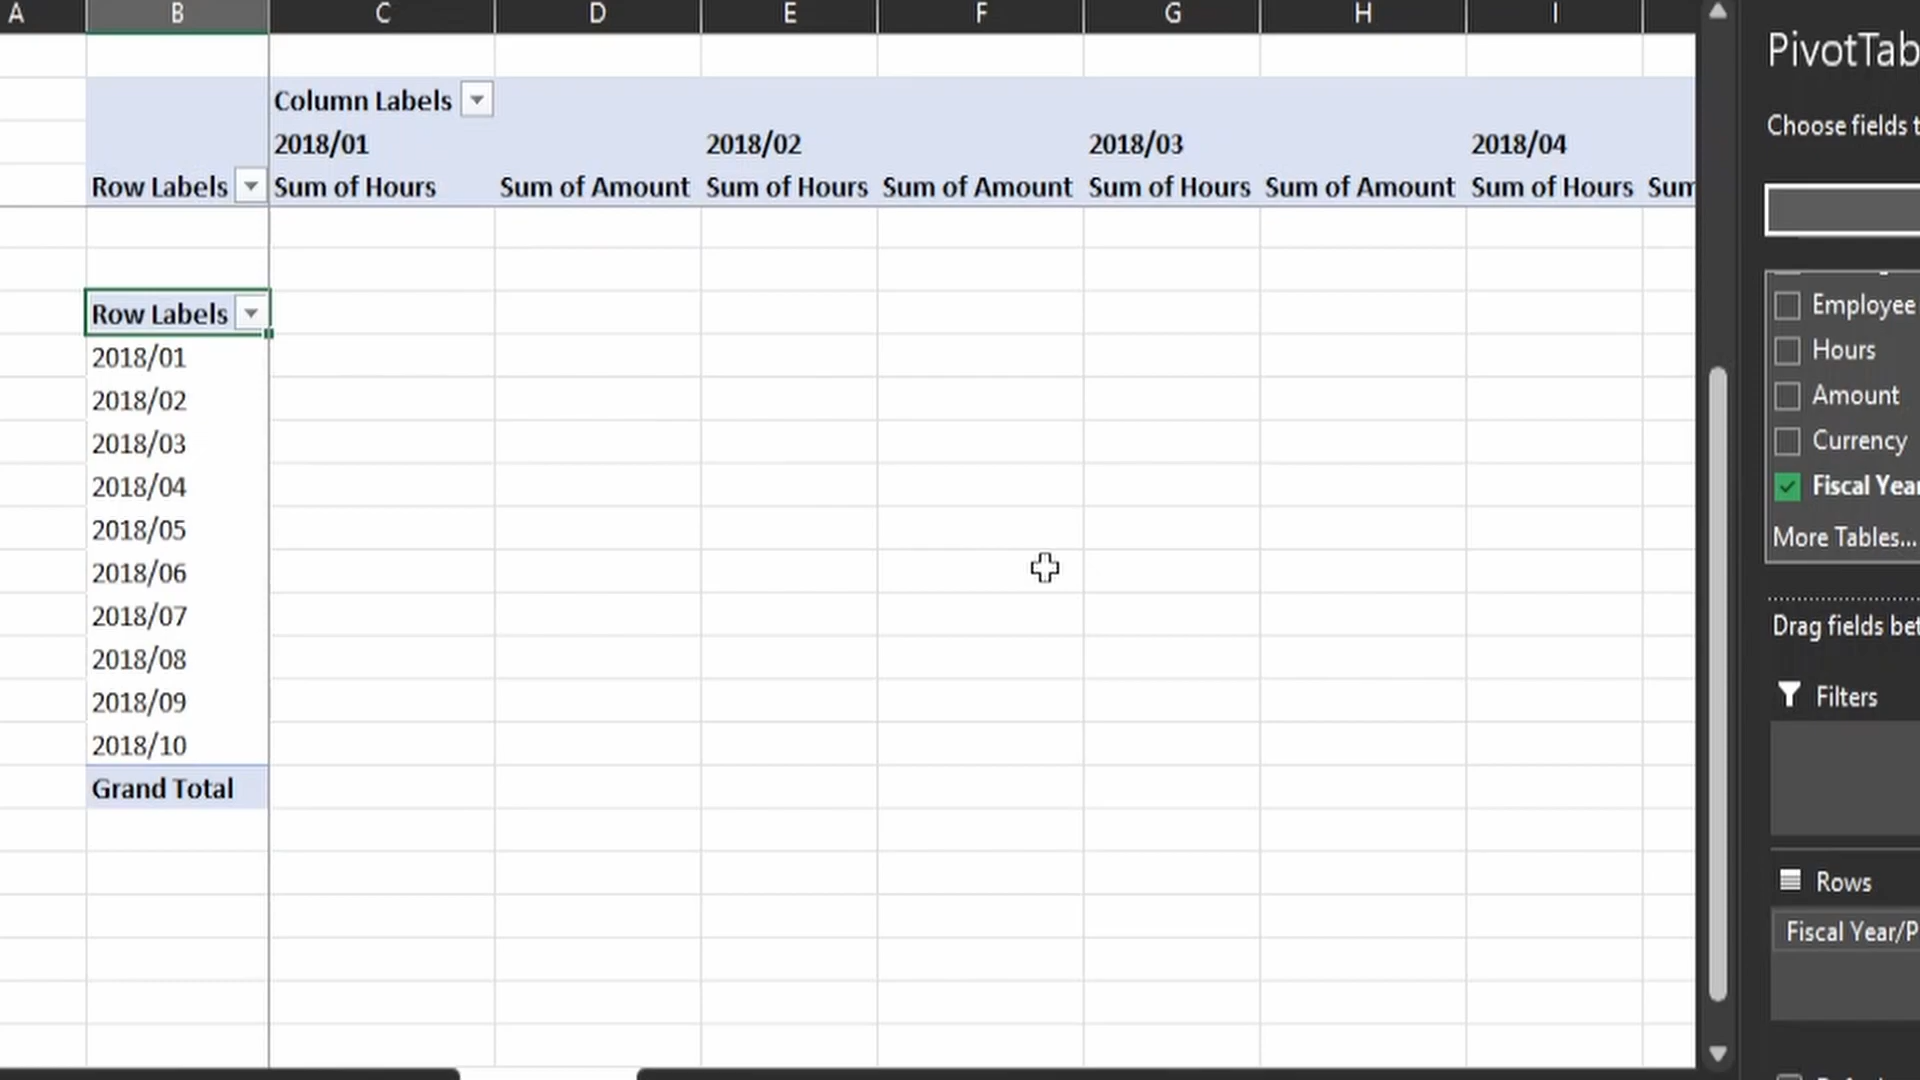 A B C D E F G H I
Column Labels
2018/01 2018/02 2018/03 2018/04
Row Labels Sum of Hours Sum of Amount Sum of Hours Sum of Amount Sum of Hours Sum of Amount Sum of Hours Sum
Row Labels
2018/01
2018/02
2018/03
2018/04
2018/05
2018/06
2018/07
2018/08
2018/09
2018/10
Grand Total
PivotTab
Choose fields t
Employee
Hours
Amount
Currency
Fiscal Year
More Tables...
Drag fields bet
Filters
Rows
Fiscal Year/P